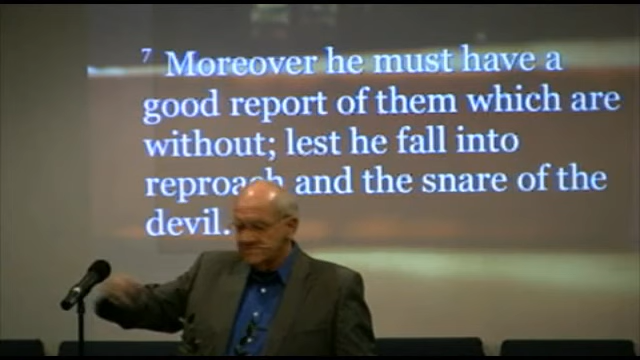 7 Moreover he must have a
good report of them which are
without; lest he fall into
reproach and the snare of the
devil.